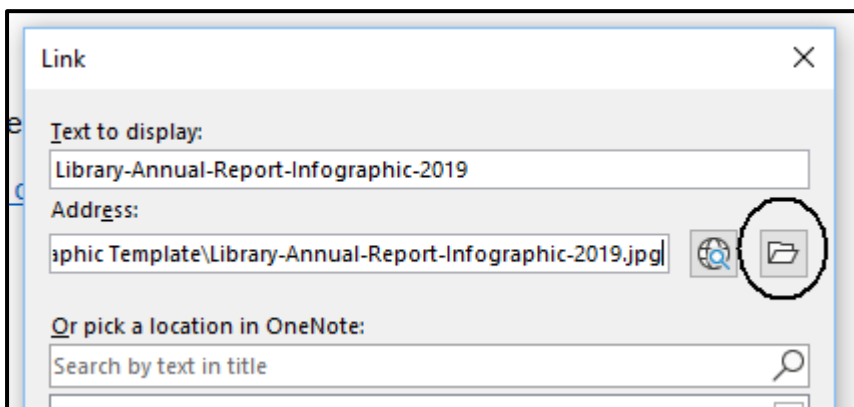 Link
Text to display:
Library-Annual-Report-Infographic-2019
Address:
aphic Template\Library-Annual-Report-Infographic-2019.jpg
Or pick a location in OneNote:
Search by text in title